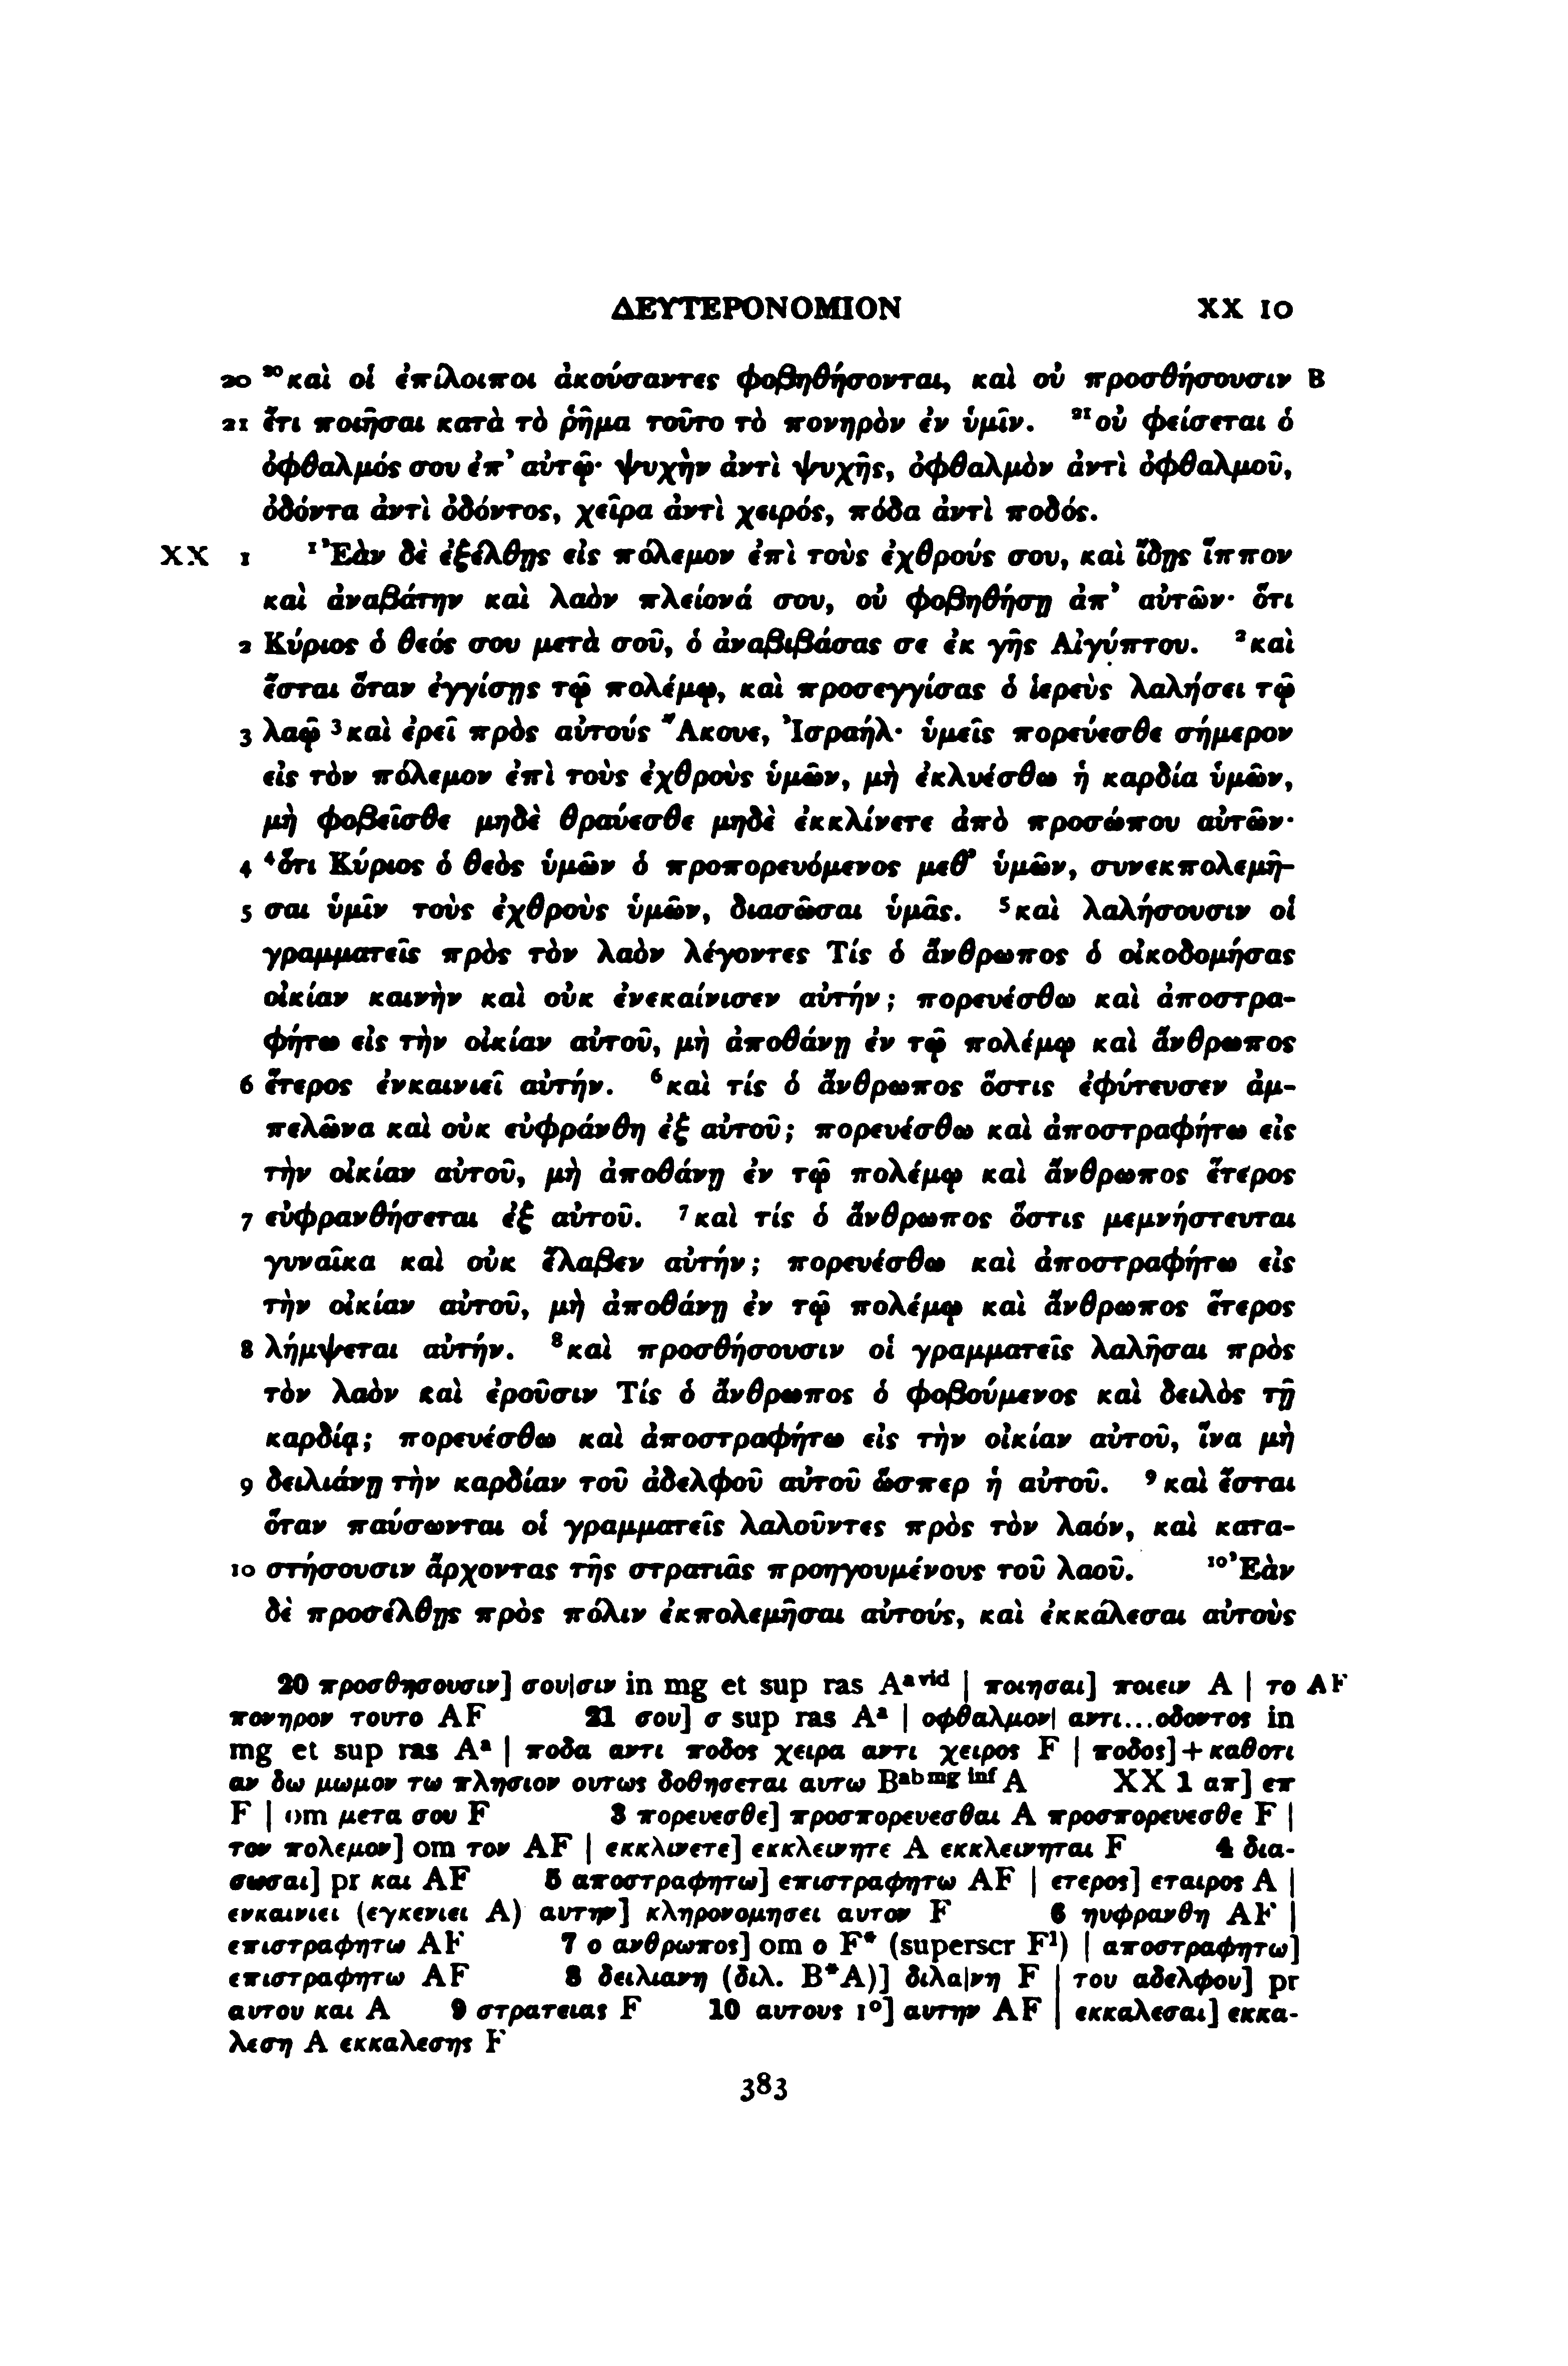 ΔΕΥΤΕΡΟΝΟΜΙΟΝ XX 10
20 ²⁰καὶ οἱ ἐπίλοιποι ἀκούσαντες φοβηθήσονται, καὶ οὐ προσθήσουσιν B
21 ἔτι ποιῆσαι κατὰ τὸ ῥῆμα τοῦτο τὸ πονηρὸν ἐν ὑμῖν. ²¹οὐ φείσεται ὁ
ὀφθαλμός σου ἐπ’ αὐτῷ· ψυχὴν ἀντὶ ψυχῆς, ὀφθαλμὸν ἀντὶ ὀφθαλμοῦ,
ὀδόντα ἀντὶ ὀδόντος, χεῖρα ἀντὶ χειρός, πόδα ἀντὶ ποδός.
XX 1 ¹Ἐὰν δὲ ἐξέλθῃς εἰς πόλεμον ἐπὶ τοὺς ἐχθρούς σου, καὶ ἴδῃς ἵππον
καὶ ἀναβάτην καὶ λαὸν πλείονά σου, οὐ φοβηθήσῃ ἀπ’ αὐτῶν· ὅτι
2 Κύριος ὁ θεός σου μετὰ σοῦ, ὁ ἀναβιβάσας σε ἐκ γῆς Αἰγύπτου. ²καὶ
ἔσται ὅταν ἐγγίσῃς τῷ πολέμῳ, καὶ προσεγγίσας ὁ ἱερεὺς λαλήσει τῷ
3 λαῷ ³καὶ ἐρεῖ πρὸς αὐτούς Ἄκουε, Ἰσραήλ· ὑμεῖς πορεύεσθε σήμερον
εἰς τὸν πόλεμον ἐπὶ τοὺς ἐχθροὺς ὑμῶν, μὴ ἐκλυέσθω ἡ καρδία ὑμῶν,
μὴ φοβεῖσθε μηδὲ θραύεσθε μηδὲ ἐκκλίνετε ἀπὸ προσώπου αὐτῶν·
4 ⁴ὅτι Κύριος ὁ θεὸς ὑμῶν ὁ προπορευόμενος μεθ’ ὑμῶν, συνεκπολεμῆ-
5 σαι ὑμῖν τοὺς ἐχθροὺς ὑμῶν, διασῶσαι ὑμᾶς. ⁵καὶ λαλήσουσιν οἱ
γραμματεῖς πρὸς τὸν λαὸν λέγοντες Τίς ὁ ἄνθρωπος ὁ οἰκοδομήσας
οἰκίαν καινὴν καὶ οὐκ ἐνεκαίνισεν αὐτήν; πορευέσθω καὶ ἀποστρα-
φήτω εἰς τὴν οἰκίαν αὐτοῦ, μὴ ἀποθάνῃ ἐν τῷ πολέμῳ καὶ ἄνθρωπος
6 ἕτερος ἐνκαινιεῖ αὐτήν. ⁶καὶ τίς ὁ ἄνθρωπος ὅστις ἐφύτευσεν ἀμ-
πελῶνα καὶ οὐκ εὐφράνθη ἐξ αὐτοῦ; πορευέσθω καὶ ἀποστραφήτω εἰς
τὴν οἰκίαν αὐτοῦ, μὴ ἀποθάνῃ ἐν τῷ πολέμῳ καὶ ἄνθρωπος ἕτερος
7 εὐφρανθήσεται ἐξ αὐτοῦ. ⁷καὶ τίς ὁ ἄνθρωπος ὅστις μεμνήστευται
γυναῖκα καὶ οὐκ ἔλαβεν αὐτήν; πορευέσθω καὶ ἀποστραφήτω εἰς
τὴν οἰκίαν αὐτοῦ, μὴ ἀποθάνῃ ἐν τῷ πολέμῳ καὶ ἄνθρωπος ἕτερος
8 λήμψεται αὐτήν. ⁸καὶ προσθήσουσιν οἱ γραμματεῖς λαλῆσαι πρὸς
τὸν λαὸν καὶ ἐροῦσιν Τίς ὁ ἄνθρωπος ὁ φοβούμενος καὶ δειλὸς τῇ
καρδίᾳ; πορευέσθω καὶ ἀποστραφήτω εἰς τὴν οἰκίαν αὐτοῦ, ἵνα μὴ
9 δειλιάνῃ τὴν καρδίαν τοῦ ἀδελφοῦ αὐτοῦ ὥσπερ ἡ αὐτοῦ. ⁹καὶ ἔσται
ὅταν παύσωνται οἱ γραμματεῖς λαλοῦντες πρὸς τὸν λαόν, καὶ κατα-
10 στήσουσιν ἄρχοντας τῆς στρατιᾶς προηγουμένους τοῦ λαοῦ. ¹⁰Ἐὰν
δὲ προσέλθῃς πρὸς πόλιν ἐκπολεμῆσαι αὐτούς, καὶ ἐκκάλεσαι αὐτοὺς
20 προσθησουσιν] σου|σιν in mg et sup ras Aᵃ ᵛⁱᵈ | ποιησαι] ποιειν A | το AF
πονηρον τουτο AF 21 σου] σ sup ras Aᵃ | οφθαλμον| αντι...οδοντος in
mg et sup ras Aᵃ | ποδα αντι ποδος χειρα αντι χειρος F | ποδος]+καθοτι
αν δω μωμον τω πλησιον ουτως δοθησεται αυτω Bᵃᵇ ᵐᵍ ⁱⁿᶠ A XX 1 απ] επ
F | om μετα σου F 3 πορευεσθε] προσπορευεσθαι A προσπορευεσθε F |
τον πολεμον] om τον AF | εκκλινετε] εκκλεινητε A εκκλεινηται F 4 δια-
σωσαι] pr και AF 5 αποστραφητω] επιστραφητω AF | ετερος] εταιρος A |
ενκαινιει (εγκενιει A) αυτην] κληρονομησει αυτον F 6 ηυφρανθη AF |
επιστραφητω AF 7 ο ανθρωπος] om ο F* (superscr F¹) | αποστραφητω]
επιστραφητω AF 8 δειλιανη (διλ. B*A)] διλα|νη F | του αδελφου] pr
αυτου και A 9 στρατειας F 10 αυτους 1°] αυτην AF | εκκαλεσαι] εκκα-
λεση A εκκαλεσης F
383